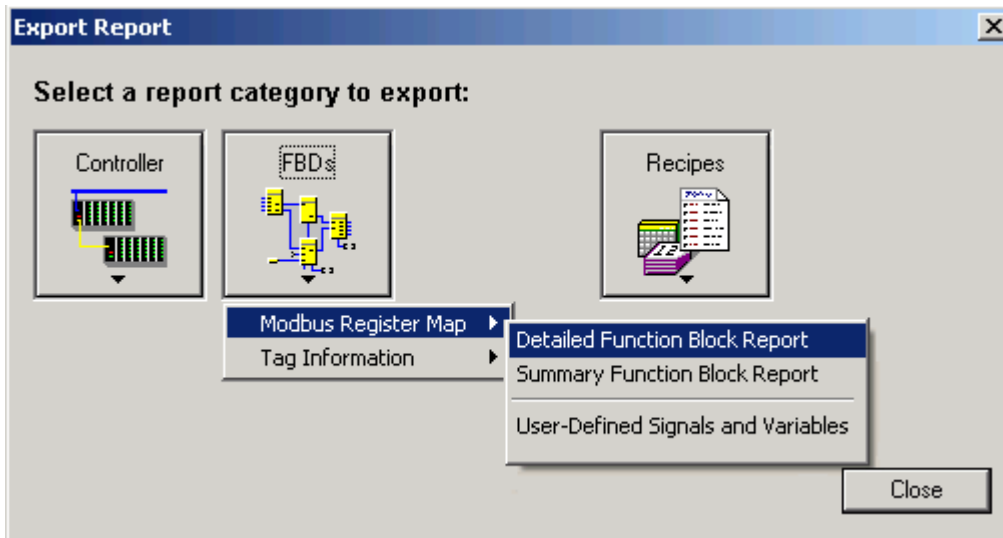 Export Report
Select a report category to export:
Controller
FBDs
Recipes
Modbus Register Map
Tag Information
Detailed Function Block Report
Summary Function Block Report
User-Defined Signals and Variables
Close